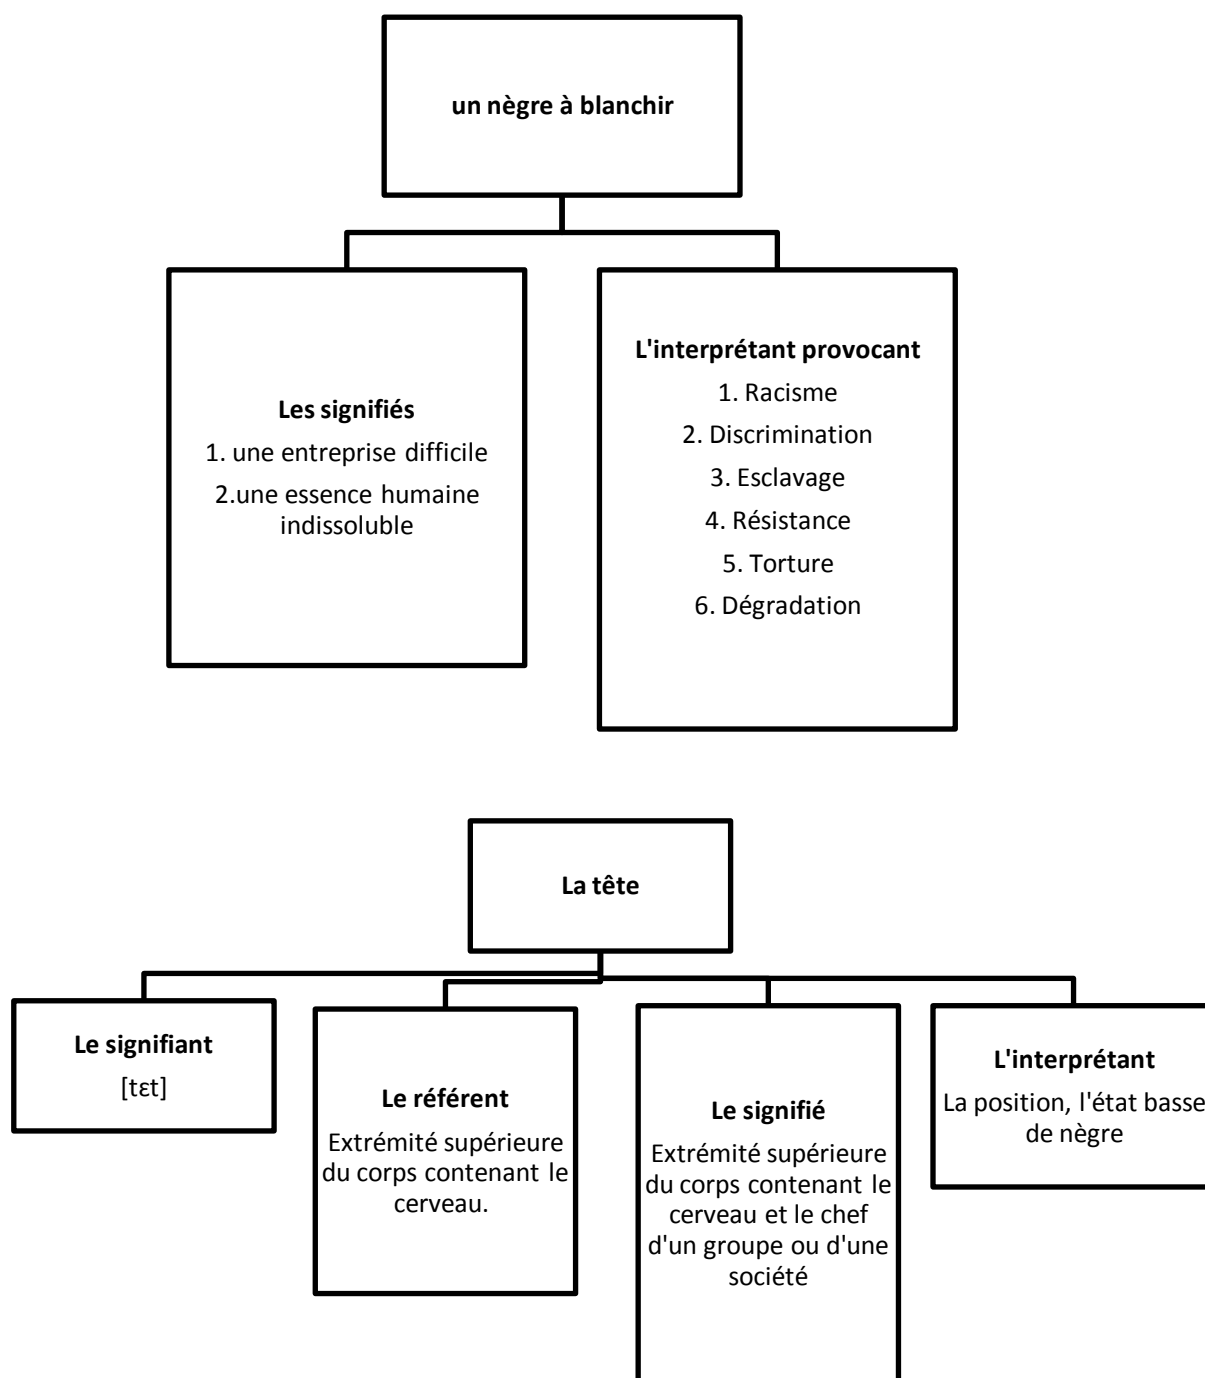 un nègre à blanchir
Les signifiés
1. une entreprise difficile
2.une essence humaine
indissoluble
L'interprétant provocant
1. Racisme
2. Discrimination
3. Esclavage
4. Résistance
5. Torture
6. Dégradation
La tête
Le signifiant
[tɛt]
Le référent
Extrémité supérieure
du corps contenant le
cerveau.
Le signifié
Extrémité supérieure
du corps contenant le
cerveau et le chef
d'un groupe ou d'une
société
L'interprétant
La position, l'état basse
de nègre